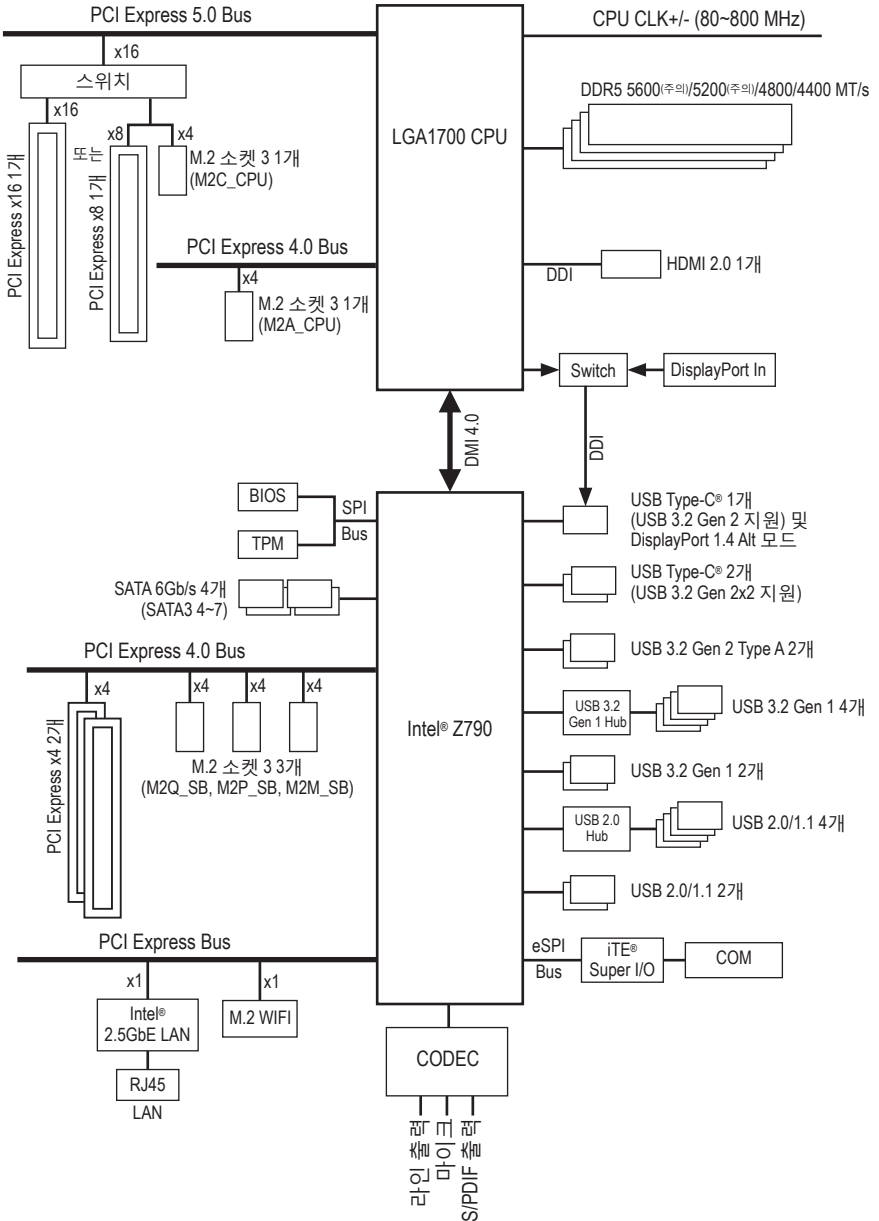 PCI Express 5.0 Bus
CPU CLK+/- (80~800 MHz)
x16
스위치
x16
x8
x4
또는
M.2 소켓 3 1개
(M2C_CPU)
PCI Express x16 1개
PCI Express x8 1개
LGA1700 CPU
DDR5 5600(주의)/5200(주의)/4800/4400 MT/s
PCI Express 4.0 Bus
x4
M.2 소켓 3 1개
(M2A_CPU)
DDI
HDMI 2.0 1개
Switch
DisplayPort In
DMI 4.0
DDI
BIOS
SPI
Bus
TPM
USB Type-C® 1개
(USB 3.2 Gen 2 지원) 및
DisplayPort 1.4 Alt 모드
SATA 6Gb/s 4개
(SATA3 4~7)
USB Type-C® 2개
(USB 3.2 Gen 2x2 지원)
PCI Express 4.0 Bus
USB 3.2 Gen 2 Type A 2개
x4
x4
x4
x4
PCI Express x4 2개
M.2 소켓 3 3개
(M2Q_SB, M2P_SB, M2M_SB)
Intel® Z790
USB 3.2
Gen 1 Hub
USB 3.2 Gen 1 4개
USB 3.2 Gen 1 2개
USB 2.0
Hub
USB 2.0/1.1 4개
USB 2.0/1.1 2개
PCI Express Bus
eSPI
Bus
iTE®
Super I/O
COM
x1
x1
Intel®
2.5GbE LAN
M.2 WIFI
RJ45
LAN
CODEC
라인 출력
마이크
S/PDIF 출력